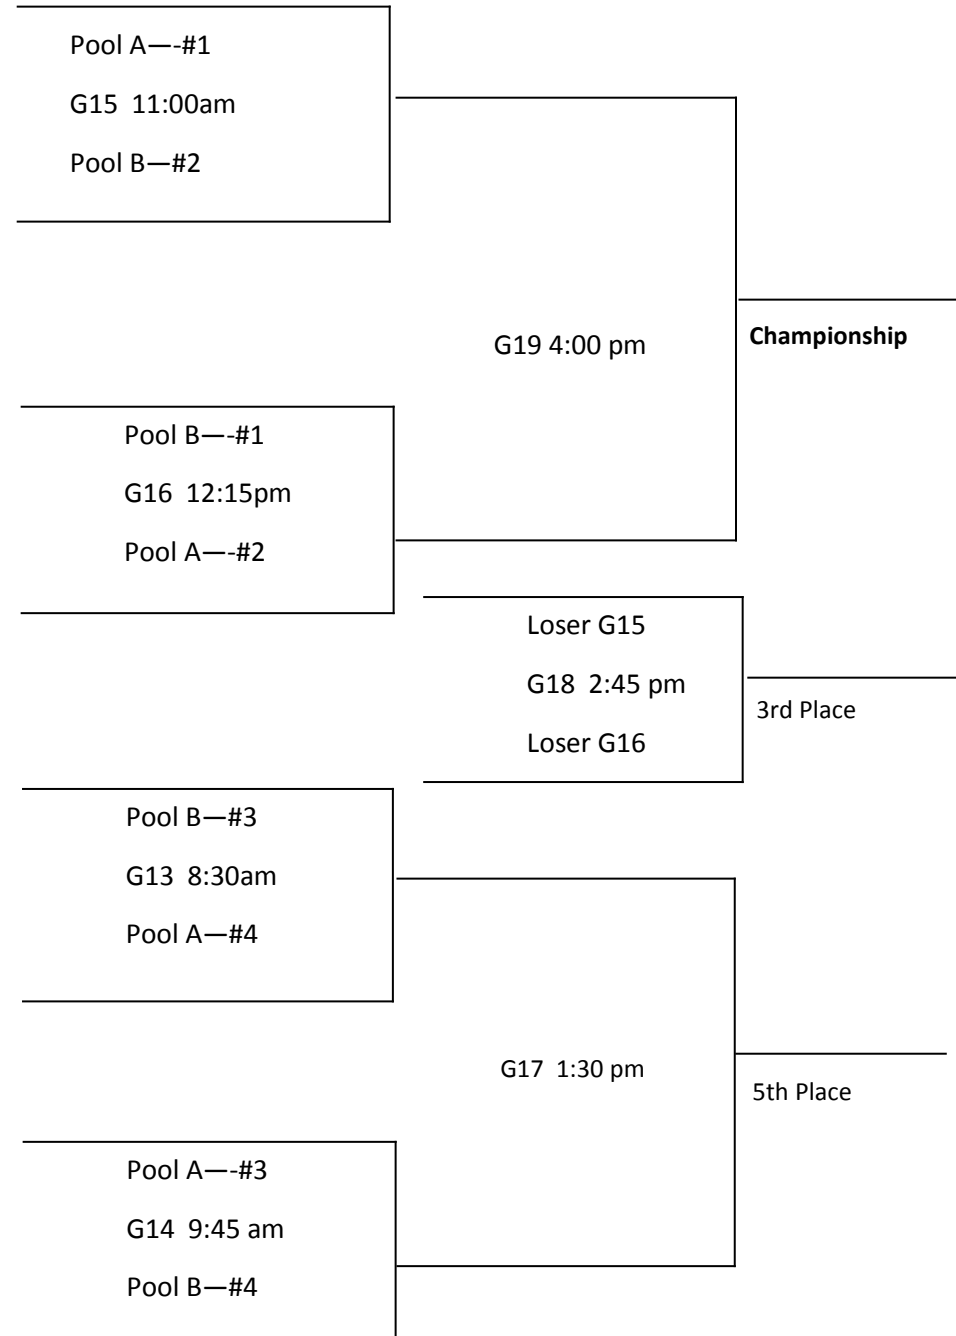 Pool A—-#1
G15  11:00am
Pool B—#2
G19 4:00 pm
Championship
Pool B—-#1
G16  12:15pm
Pool A—-#2
Loser G15
G18  2:45 pm
Loser G16
3rd Place
Pool B—#3
G13  8:30am
Pool A—#4
G17  1:30 pm
5th Place
Pool A—-#3
G14  9:45 am
Pool B—#4